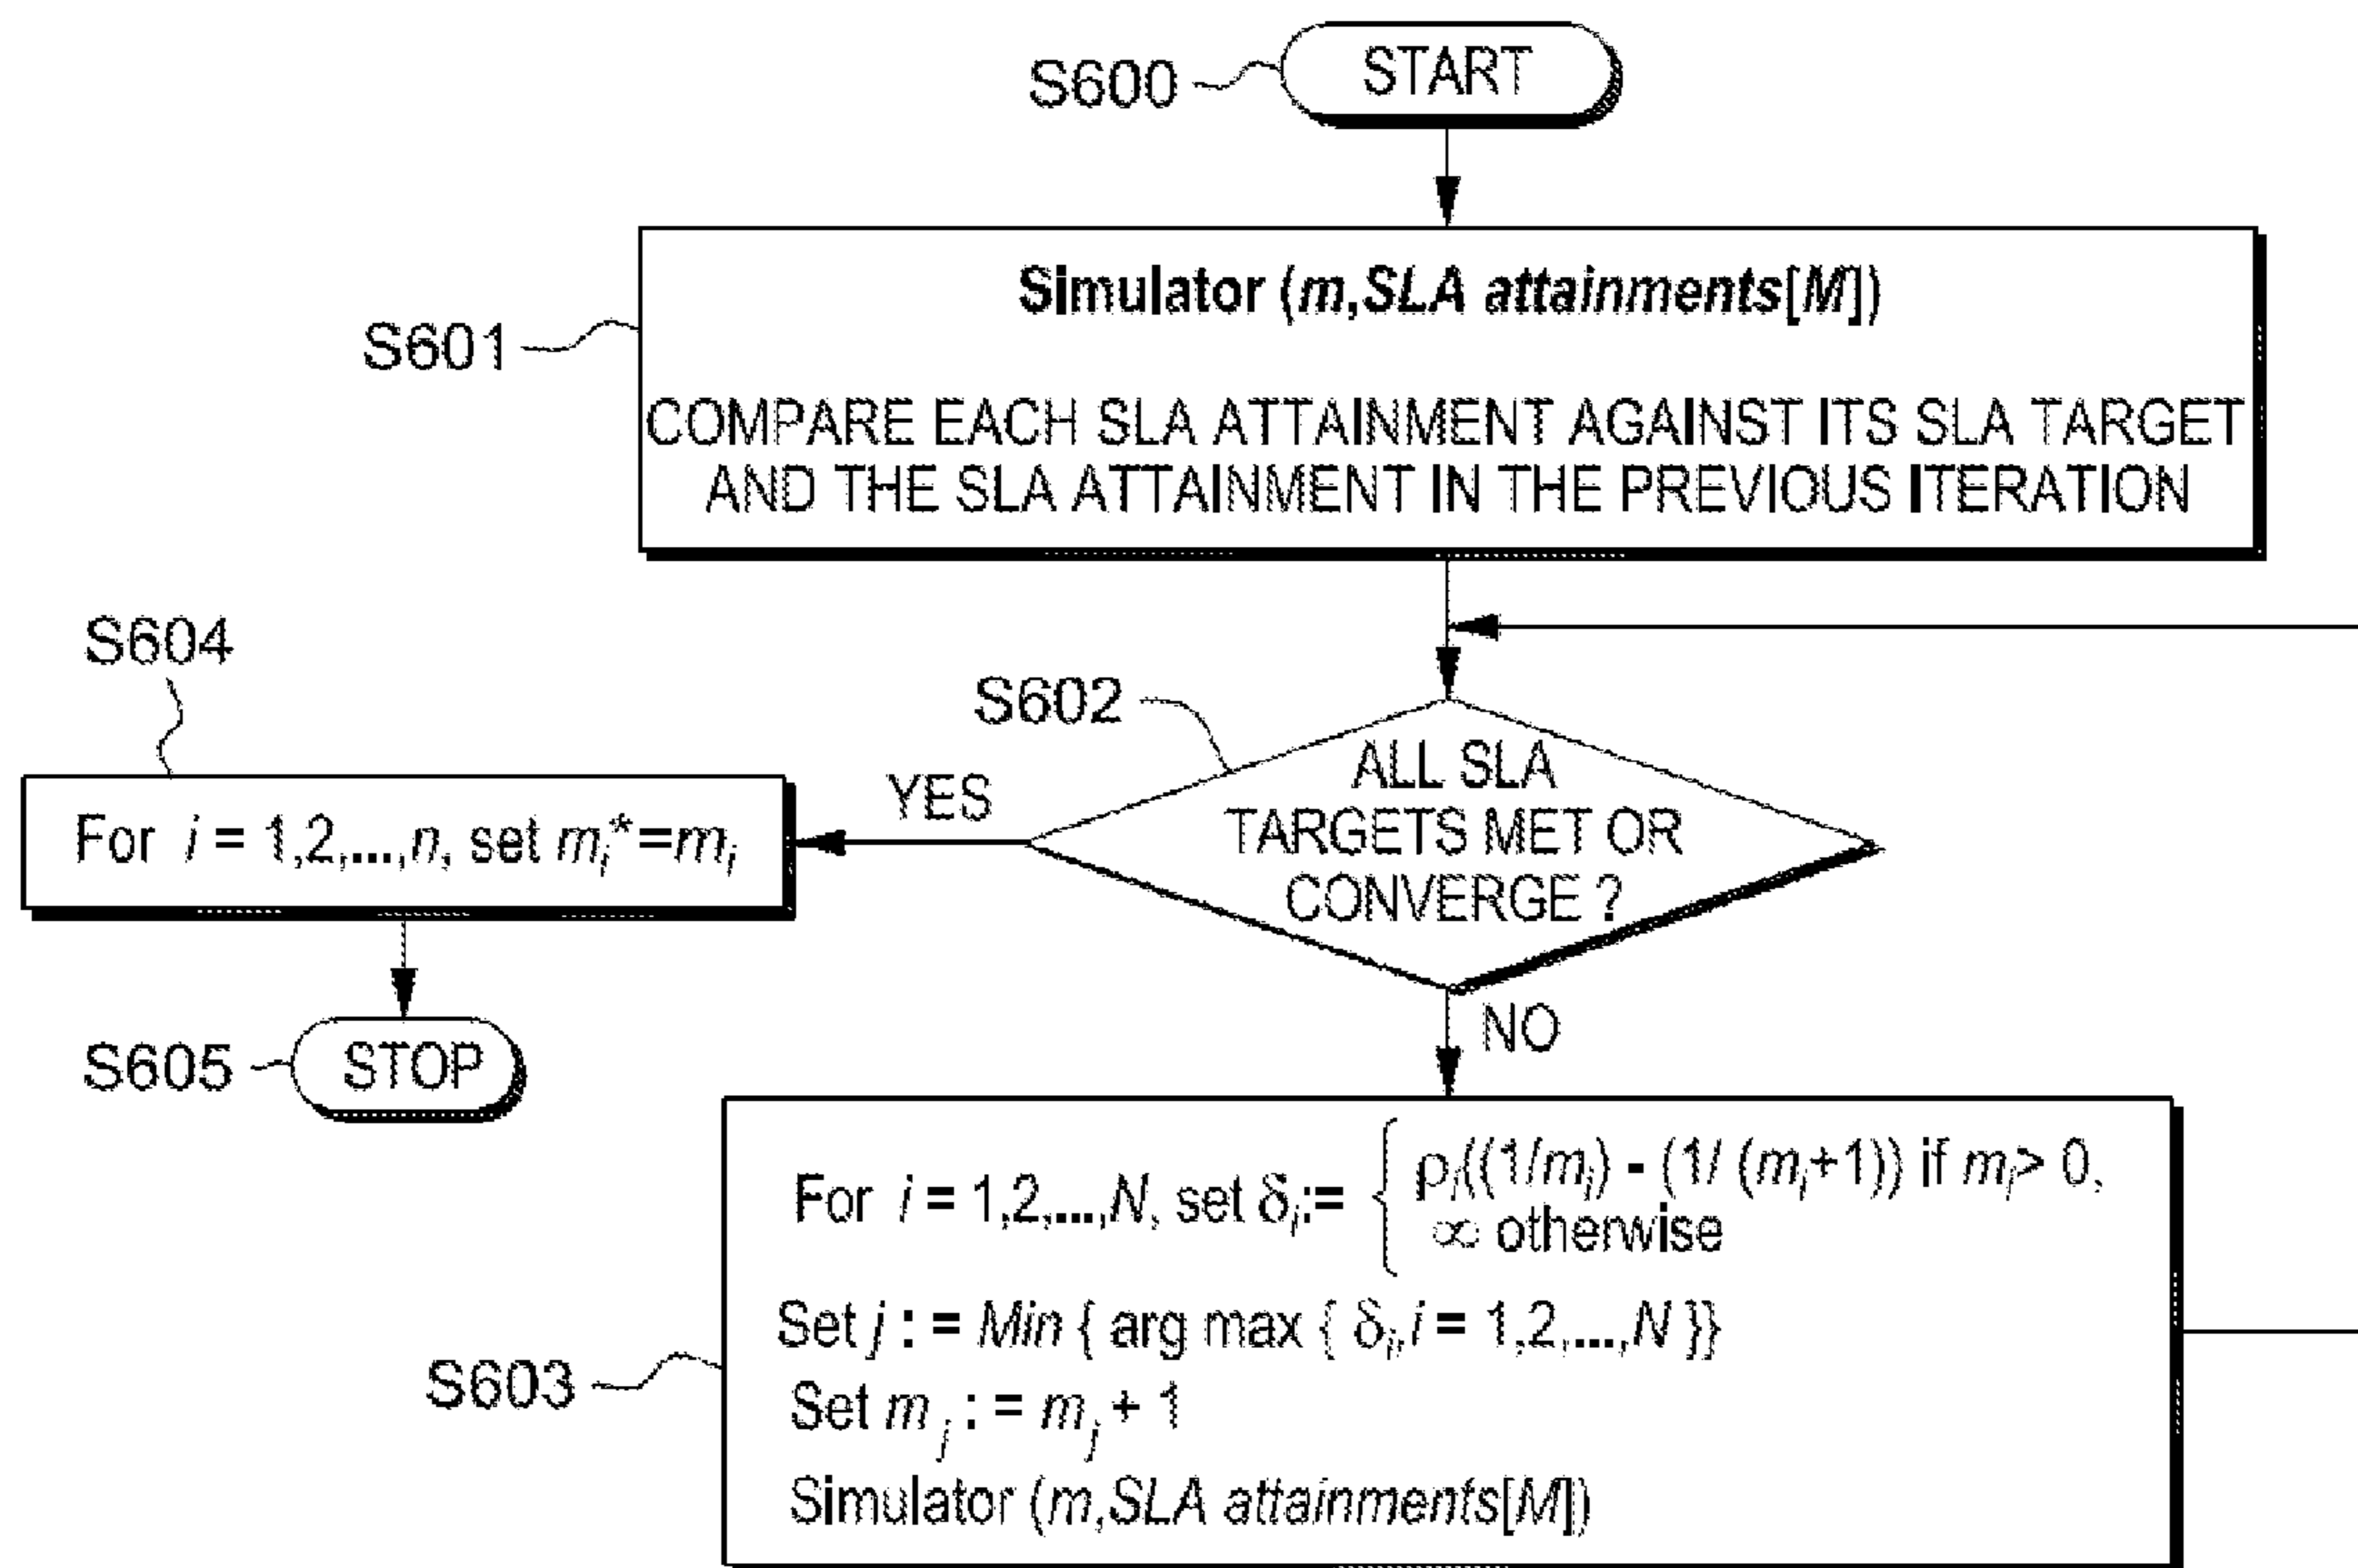 S600
START
S601
Simulator (m,SLA attainments[M])
COMPARE EACH SLA ATTAINMENT AGAINST ITS SLA TARGET
AND THE SLA ATTAINMENT IN THE PREVIOUS ITERATION
S604
S602
ALL SLA
TARGETS MET OR
CONVERGE ?
YES
For i = 1,2,...,n, set mᵢ*=mᵢ
NO
S605
STOP
For i = 1,2,...,N, set δᵢ:= { ρᵢ((1/mᵢ) - (1/ (mᵢ+1)) if mᵢ> 0,
∞ otherwise
Set j : = Min { arg max { δᵢ,i = 1,2,...,N }}
S603
Set mⱼ : = mⱼ + 1
Simulator (m,SLA attainments[M])